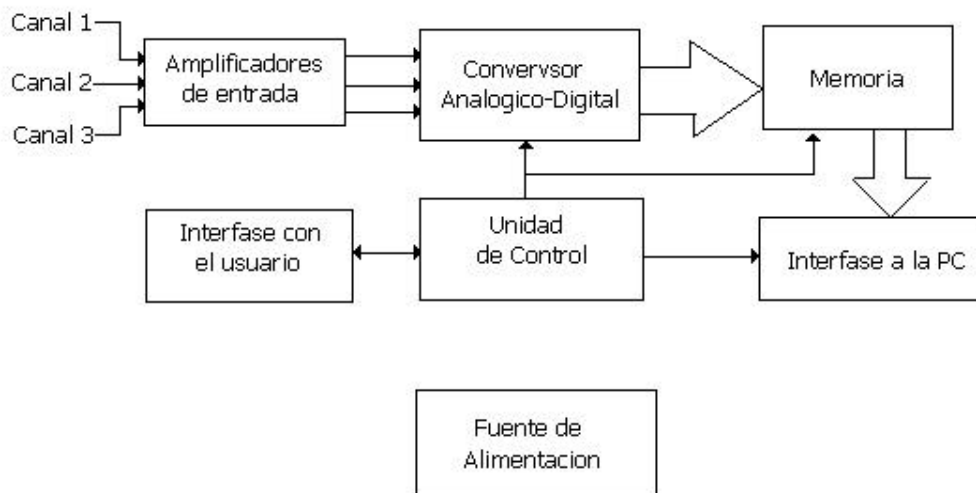 Canal 1
Canal 2
Canal 3
Amplificadores
de entrada
Convervsor
Analogico-Digital
Memoria
Interfase con
el usuario
Unidad
de Control
Interfase a la PC
Fuente de
Alimentacion